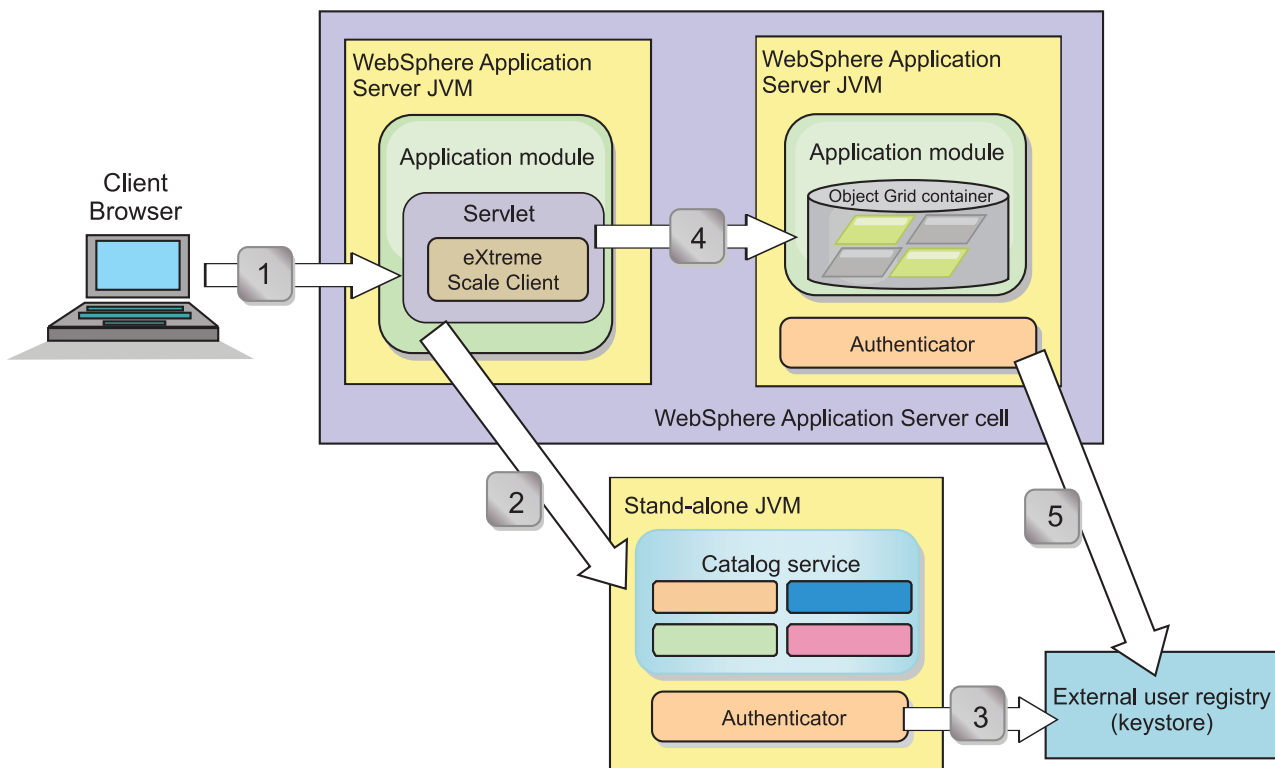 WebSphere Application
Server JVM
Application module
Servlet
eXtreme
Scale Client
WebSphere Application
Server JVM
Application module
Object Grid container
Authenticator
WebSphere Application Server cell
Client
Browser
1
4
2
5
Stand-alone JVM
Catalog service
Authenticator
3
External user registry
(keystore)